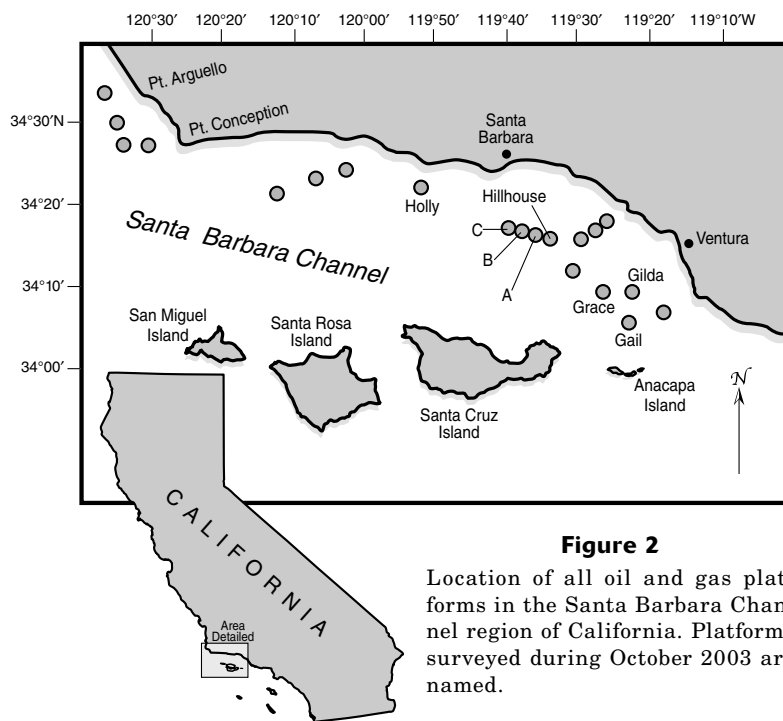 120°30′ 120°10′ 120°00′ 119°50′ 119°40′ 119°30′ 119°20′ 119°10′W
Pt. Arguello
34°30′N
Pt. Conception
Santa
Barbara
34°20′
Holly
Hillhouse
C
B
A
Ventura
Santa Barbara Channel
34°10′
Gilda
Grace
Gail
San Miguel
Island
Santa Rosa
Island
34°00′
Santa Cruz
Island
Anacapa
Island
N
CALIFORNIA
Area
Detailed
Figure 2
Location of all oil and gas plat
forms in the Santa Barbara Chan
nel region of California. Platform
surveyed during October 2003 ar
named.